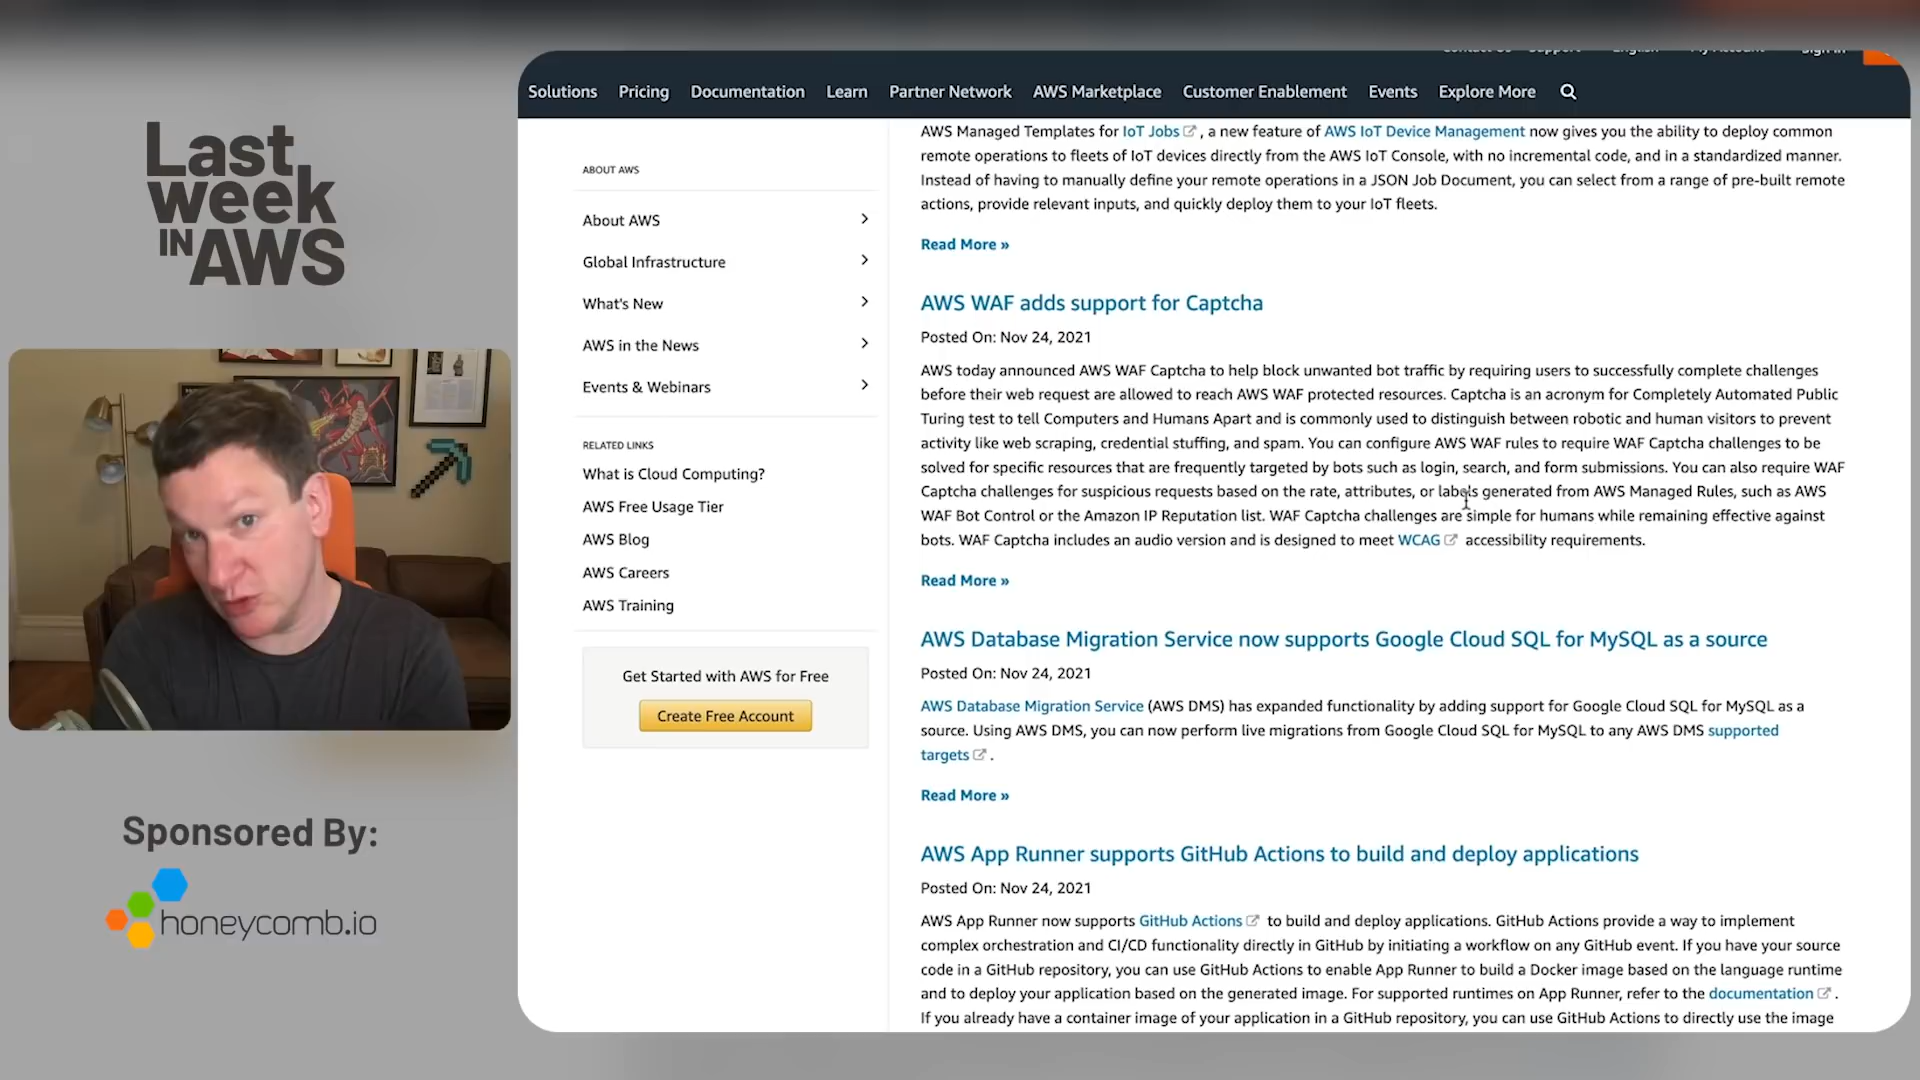 Last
week
IN AWS
Sponsored By:
honeycomb.io
Contact Us Support English My Account Sign In
Solutions Pricing Documentation Learn Partner Network AWS Marketplace Customer Enablement Events Explore More
ABOUT AWS
About AWS
Global Infrastructure
What's New
AWS in the News
Events & Webinars
RELATED LINKS
What is Cloud Computing?
AWS Free Usage Tier
AWS Blog
AWS Careers
AWS Training
Get Started with AWS for Free
Create Free Account
AWS Managed Templates for IoT Jobs , a new feature of AWS IoT Device Management now gives you the ability to deploy common
remote operations to fleets of IoT devices directly from the AWS IoT Console, with no incremental code, and in a standardized manner.
Instead of having to manually define your remote operations in a JSON Job Document, you can select from a range of pre-built remote
actions, provide relevant inputs, and quickly deploy them to your IoT fleets.
Read More »
AWS WAF adds support for Captcha
Posted On: Nov 24, 2021
AWS today announced AWS WAF Captcha to help block unwanted bot traffic by requiring users to successfully complete challenges
before their web request are allowed to reach AWS WAF protected resources. Captcha is an acronym for Completely Automated Public
Turing test to tell Computers and Humans Apart and is commonly used to distinguish between robotic and human visitors to prevent
activity like web scraping, credential stuffing, and spam. You can configure AWS WAF rules to require WAF Captcha challenges to be
solved for specific resources that are frequently targeted by bots such as login, search, and form submissions. You can also require WAF
Captcha challenges for suspicious requests based on the rate, attributes, or labels generated from AWS Managed Rules, such as AWS
WAF Bot Control or the Amazon IP Reputation list. WAF Captcha challenges are simple for humans while remaining effective against
bots. WAF Captcha includes an audio version and is designed to meet WCAG accessibility requirements.
Read More »
AWS Database Migration Service now supports Google Cloud SQL for MySQL as a source
Posted On: Nov 24, 2021
AWS Database Migration Service (AWS DMS) has expanded functionality by adding support for Google Cloud SQL for MySQL as a
source. Using AWS DMS, you can now perform live migrations from Google Cloud SQL for MySQL to any AWS DMS supported
targets .
Read More »
AWS App Runner supports GitHub Actions to build and deploy applications
Posted On: Nov 24, 2021
AWS App Runner now supports GitHub Actions to build and deploy applications. GitHub Actions provide a way to implement
complex orchestration and CI/CD functionality directly in GitHub by initiating a workflow on any GitHub event. If you have your source
code in a GitHub repository, you can use GitHub Actions to enable App Runner to build a Docker image based on the language runtime
and to deploy your application based on the generated image. For supported runtimes on App Runner, refer to the documentation .
If you already have a container image of your application in a GitHub repository, you can use GitHub Actions to directly use the image